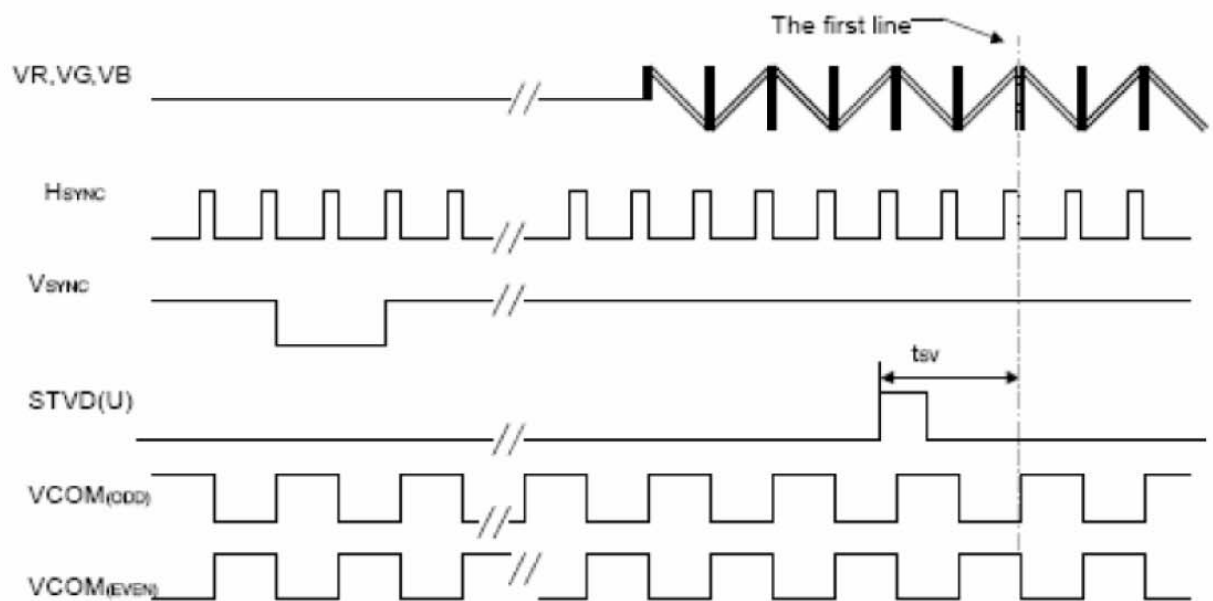 The first line
VR,VG,VB
HSYNC
VSYNC
tSV
STVD(U)
VCOM(ODD)
VCOM(EVEN)